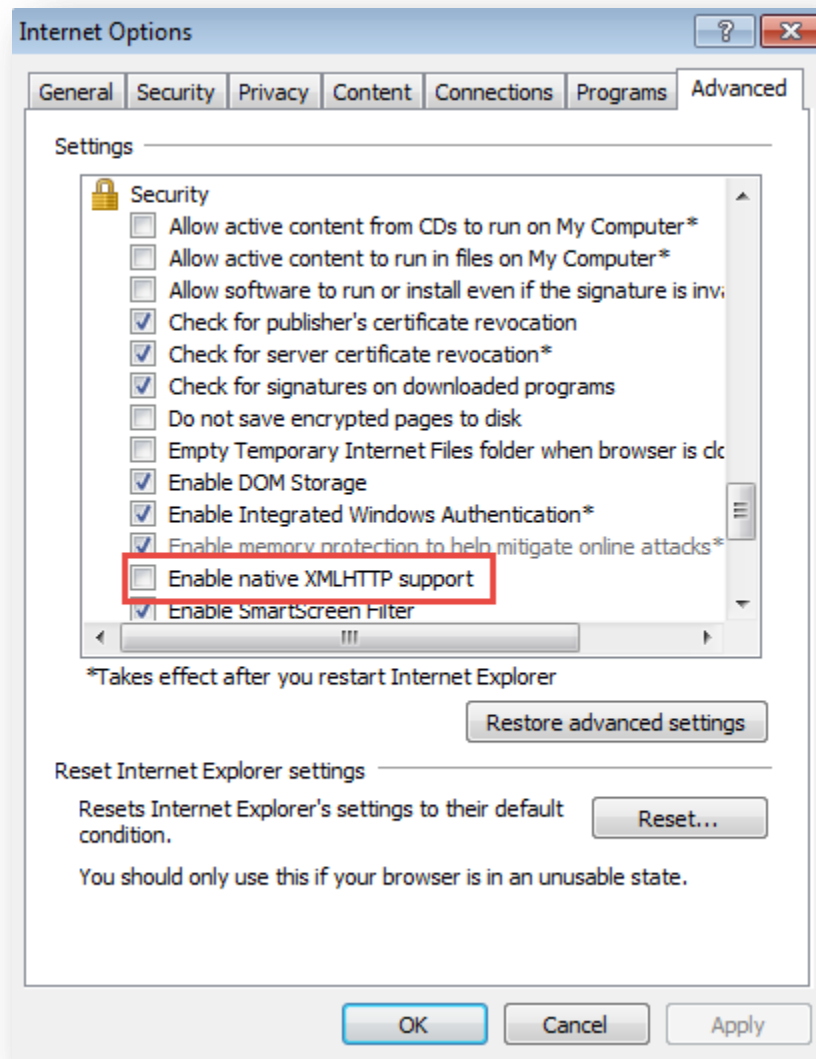 Internet Options
General Security Privacy Content Connections Programs Advanced
Settings
Security
Allow active content from CDs to run on My Computer*
Allow active content to run in files on My Computer*
Allow software to run or install even if the signature is inva
Check for publisher's certificate revocation
Check for server certificate revocation*
Check for signatures on downloaded programs
Do not save encrypted pages to disk
Empty Temporary Internet Files folder when browser is clo
Enable DOM Storage
Enable Integrated Windows Authentication*
Enable memory protection to help mitigate online attacks*
Enable native XMLHTTP support
Enable SmartScreen Filter
*Takes effect after you restart Internet Explorer
Restore advanced settings
Reset Internet Explorer settings
Resets Internet Explorer's settings to their default
condition.
Reset...
You should only use this if your browser is in an unusable state.
OK Cancel Apply